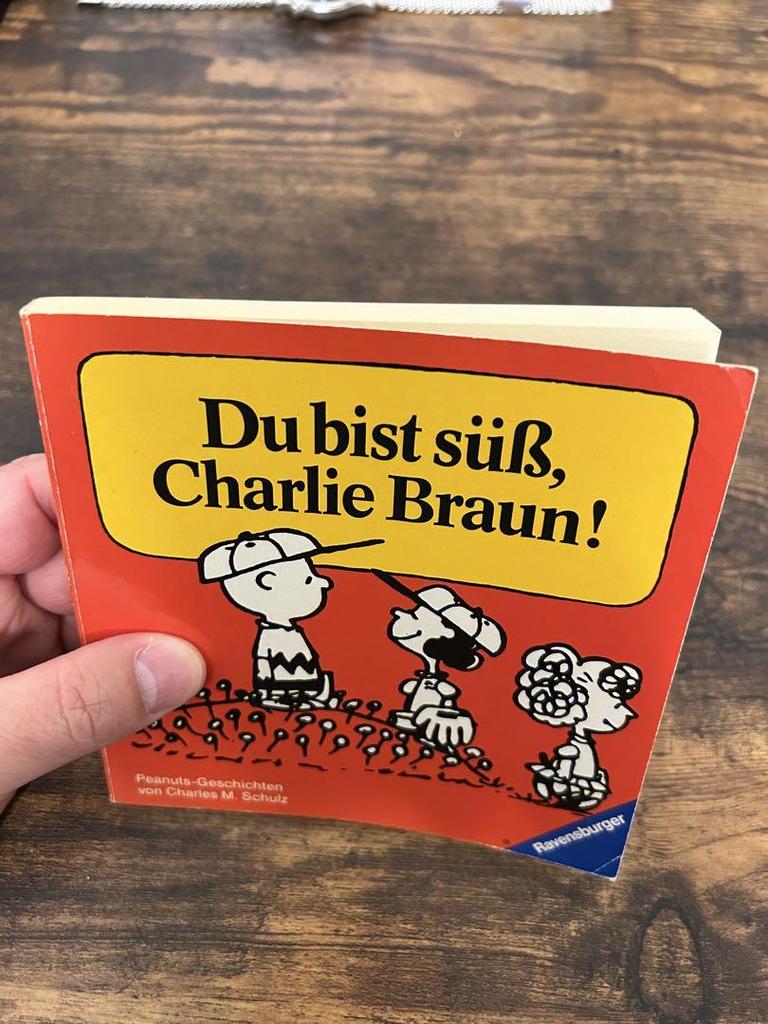 Du bist süß,
Charlie Braun!
Peanuts-Geschichten
von Charles M. Schulz
Ravensburger